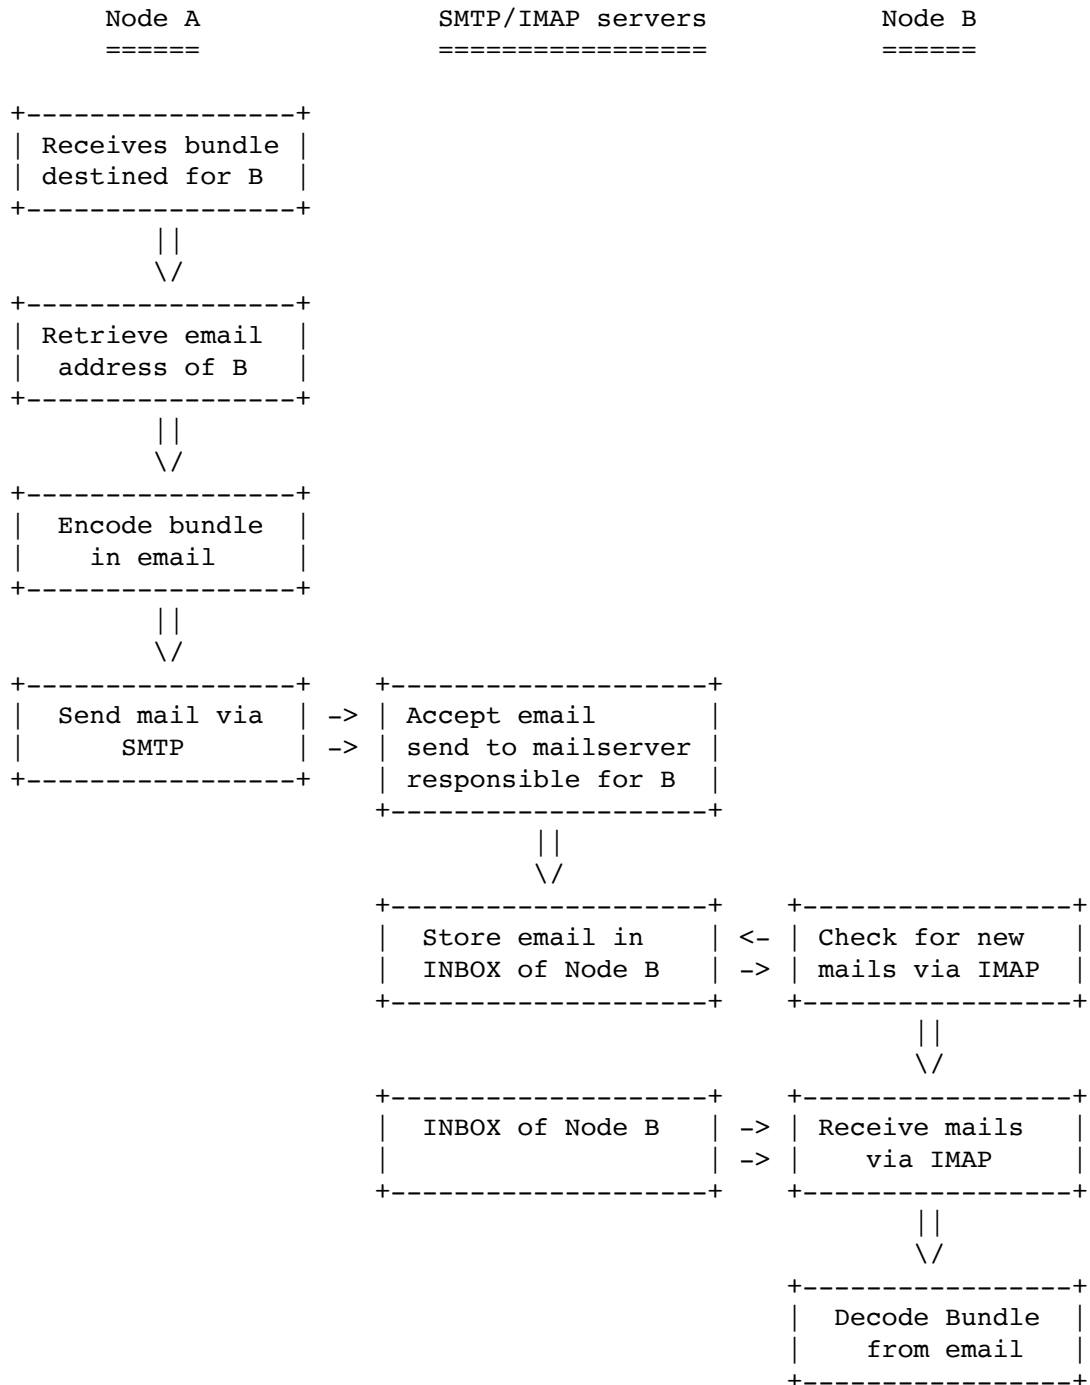 Node A SMTP/IMAP servers Node B
====== ================= ======
+-----------------+
| Receives bundle |
| destined for B |
+-----------------+
||
\/
+-----------------+
| Retrieve email |
| address of B |
+-----------------+
||
\/
+-----------------+
| Encode bundle |
| in email |
+-----------------+
||
\/
+-----------------+ +--------------------+
| Send mail via | -> | Accept email |
| SMTP | -> | send to mailserver |
+-----------------+ | responsible for B |
+--------------------+
||
\/
+--------------------+ +-----------------+
| Store email in | <- | Check for new |
| INBOX of Node B | -> | mails via IMAP |
+--------------------+ +-----------------+
||
\/
+--------------------+ +-----------------+
| INBOX of Node B | -> | Receive mails |
| | -> | via IMAP |
+--------------------+ +-----------------+
||
\/
+-----------------+
| Decode Bundle |
| from email |
+-----------------+